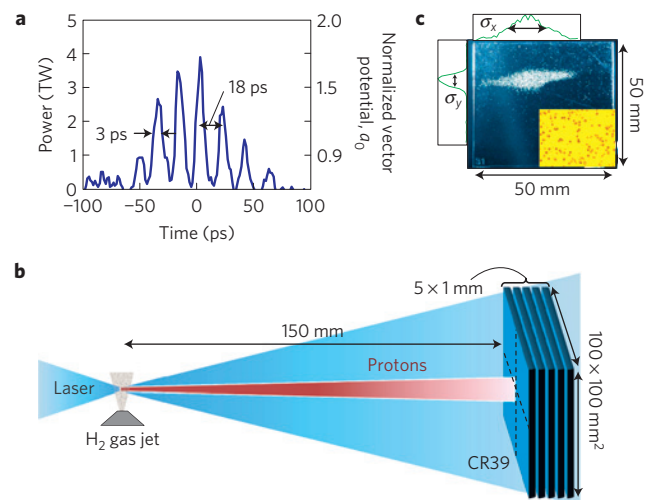 a
5
4
3
2
1
0
Power (TW)
3 ps
18 ps
2.0
1.7
1.3
0.9
Normalized vector
potential, a₀
−100
−50
0
50
100
Time (ps)
c
σx
σy
50 mm
50 mm
b
5 × 1 mm
150 mm
Protons
Laser
H₂ gas jet
CR39
100 × 100 mm²